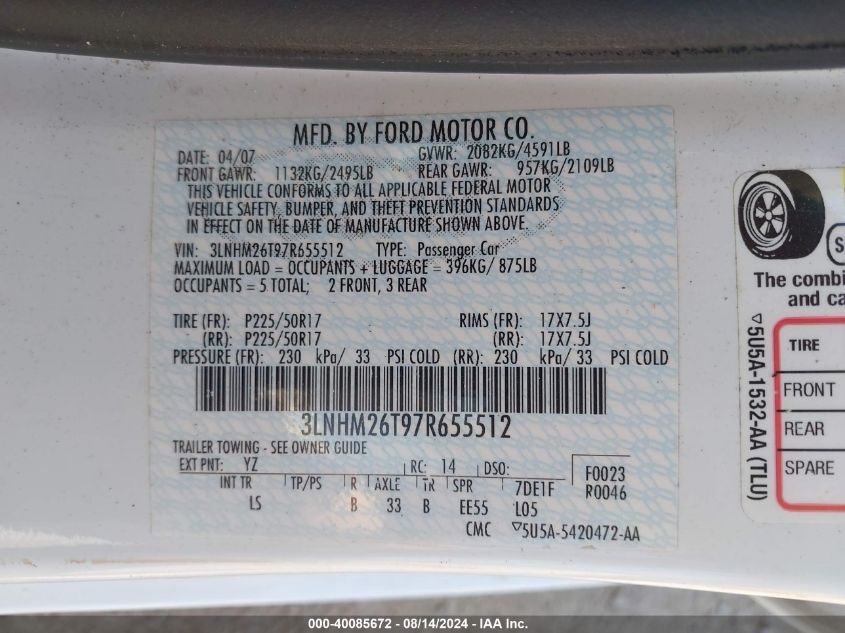 MFD. BY FORD MOTOR CO.
DATE: 04/07 GVWR: 2082KG/4591LB
FRONT GAWR: 1132KG/2495LB REAR GAWR: 957KG/2109LB
THIS VEHICLE CONFORMS TO ALL APPLICABLE FEDERAL MOTOR
VEHICLE SAFETY, BUMPER, AND THEFT PREVENTION STANDARDS
IN EFFECT ON THE DATE OF MANUFACTURE SHOWN ABOVE.
VIN: 3LNHM26T97R655512 TYPE: Passenger Car
MAXIMUM LOAD = OCCUPANTS + LUGGAGE = 396KG/ 875LB
OCCUPANTS = 5 TOTAL; 2 FRONT, 3 REAR
TIRE (FR): P225/50R17 RIMS (FR): 17X7.5J
(RR): P225/50R17 (RR): 17X7.5J
PRESSURE (FR): 230 kPa/ 33 PSI COLD (RR): 230 kPa/ 33 PSI COLD
3LNHM26T97R655512
TRAILER TOWING - SEE OWNER GUIDE
EXT PNT: YZ RC: 14 DSO: F0023
INT TR TP/PS R AXLE TR SPR 7DE1F R0046
LS B 33 B EE55 L05
CMC ▽5U5A-5420472-AA
▽5U5A-1532-AA (TLU)
The combi
and ca
TIRE
FRONT
REAR
SPARE
000-40085672 - 08/14/2024 - IAA Inc.